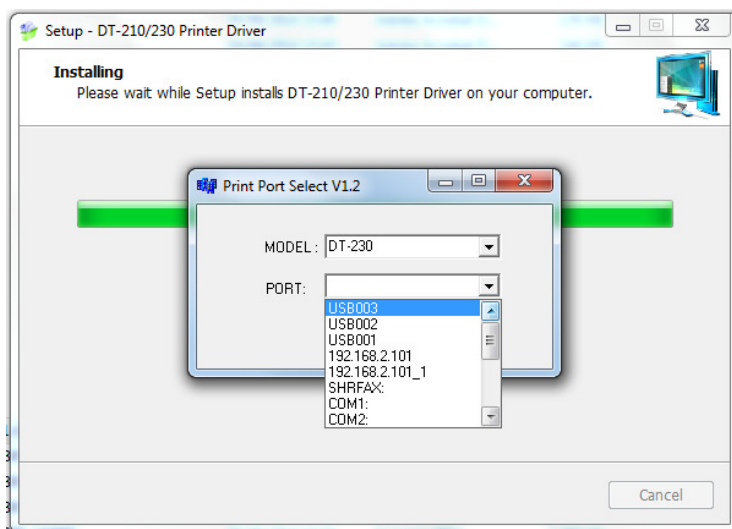 Setup - DT-210/230 Printer Driver
Installing
Please wait while Setup installs DT-210/230 Printer Driver on your computer.
Print Port Select V1.2
MODEL : DT-230
PORT:
USB003
USB002
USB001
192.168.2.101
192.168.2.101_1
SHRFAX:
COM1:
COM2:
Cancel